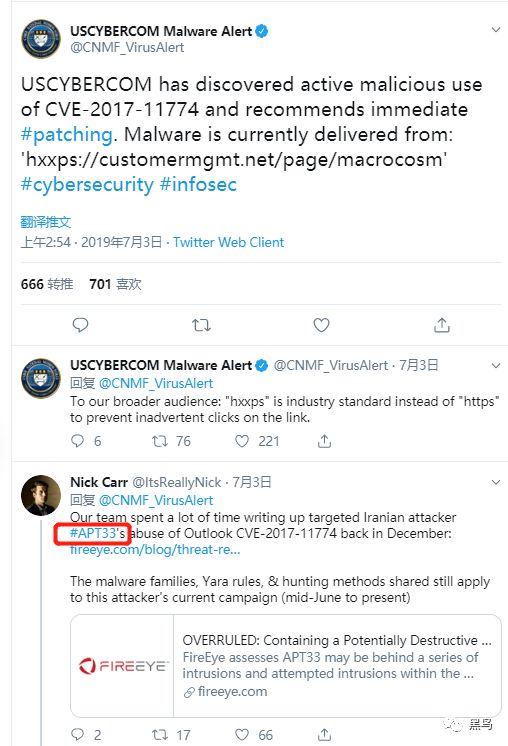 USCYBERCOM Malware Alert
@CNMF_VirusAlert
USCYBERCOM has discovered active malicious use
of CVE-2017-11774 and recommends immediate
#patching. Malware is currently delivered from:
'hxxps://customermgmt.net/page/macrocosm'
#cybersecurity #infosec
翻译推文
上午2:54 · 2019年7月3日 · Twitter Web Client
666 转推 701 喜欢
USCYBERCOM Malware Alert @CNMF_VirusAlert · 7月3日
回复 @CNMF_VirusAlert
To our broader audience: "hxxps" is industry standard instead of "https"
to prevent inadvertent clicks on the link.
6 76 221
Nick Carr @ItsReallyNick · 7月3日
回复 @CNMF_VirusAlert
Our team spent a lot of time writing up targeted Iranian attacker
#APT33's abuse of Outlook CVE-2017-11774 back in December:
fireeye.com/blog/threat-re...
The malware families, Yara rules, & hunting methods shared still apply
to this attacker's current campaign (mid-June to present)
FIREEYE
OVERRULED: Containing a Potentially Destructive ...
FireEye assesses APT33 may be behind a series of
intrusions and attempted intrusions within the ...
fireeye.com
2 17 66
黑鸟